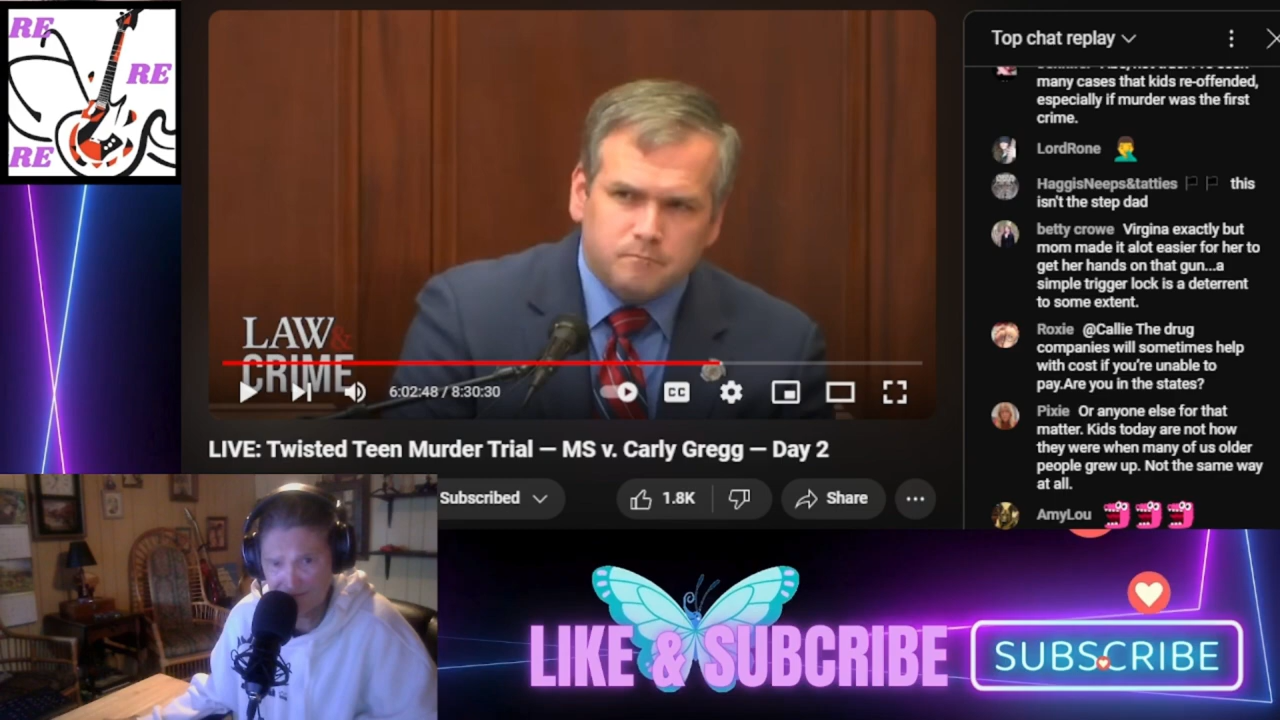 RE
RE
RE
LAW&
CRIME
6:02:48 / 8:30:30
CC
LIVE: Twisted Teen Murder Trial — MS v. Carly Gregg — Day 2
Subscribed
1.8K
Share
Top chat replay
many cases that kids re-offended,
especially if murder was the first
crime.
LordRone
HaggisNeeps&tatties this
isn't the step dad
betty crowe Virgina exactly but
mom made it alot easier for her to
get her hands on that gun...a
simple trigger lock is a deterrent
to some extent.
Roxie @Callie The drug
companies will sometimes help
with cost if you're unable to
pay.Are you in the states?
Pixie Or anyone else for that
matter. Kids today are not how
they were when many of us older
people grew up. Not the same way
at all.
AmyLou
LIKE & SUBCRIBE
SUBSCRIBE